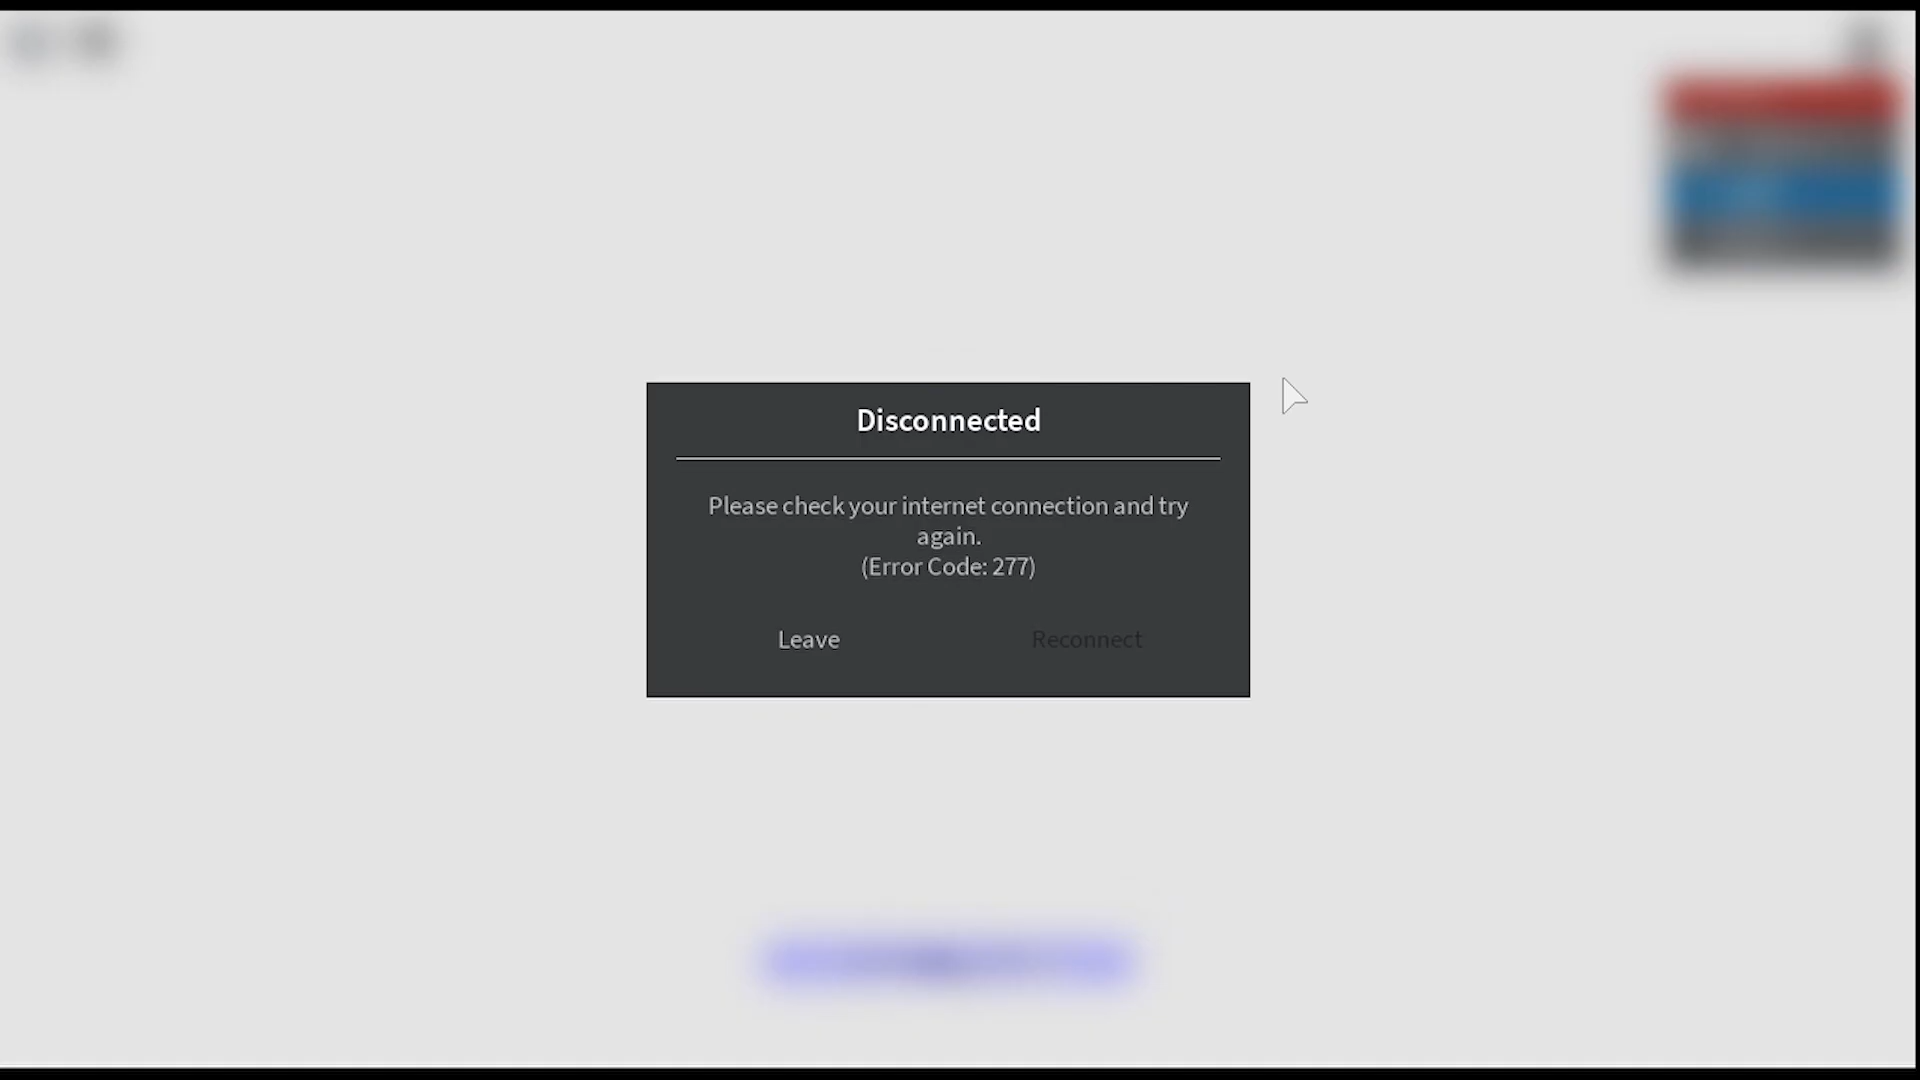 Disconnected
Please check your internet connection and try
again.
(Error Code: 277)
Leave
Reconnect